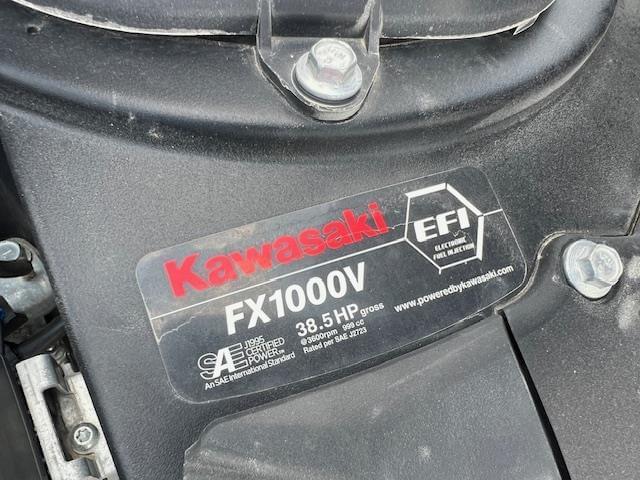 Kawasaki
EFI
ELECTRONIC
FUEL INJECTION
FX1000V
38.5 HP gross
@3600rpm 999 cc
Rated per SAE J2723
www.poweredbykawasaki.com
SAE J1995
CERTIFIED
POWER
An SAE International Standard